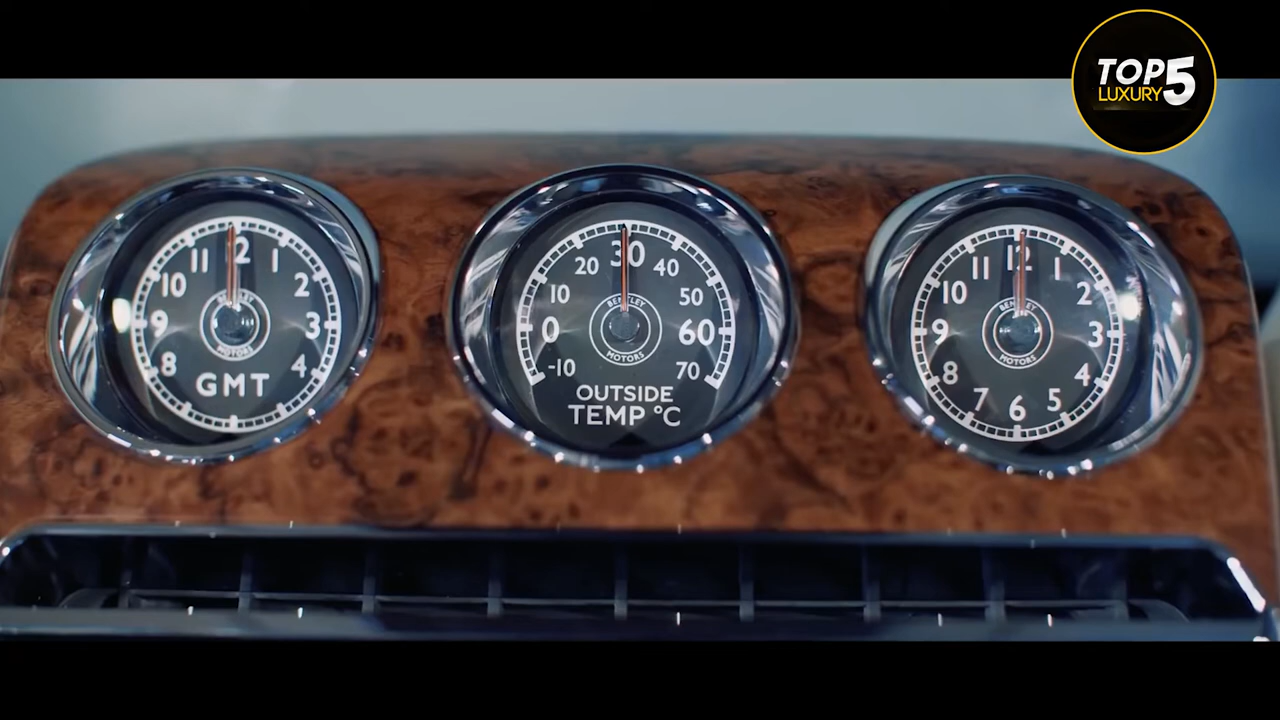 TOP5
LUXURY
12
11 1
10 2
9 3
8 4
GMT
BENTLEY
MOTORS
30
20 40
10 50
0 60
-10 70
BENTLEY
MOTORS
OUTSIDE
TEMP °C
12
11 1
10 2
9 3
8 4
7 5
6
BENTLEY
MOTORS